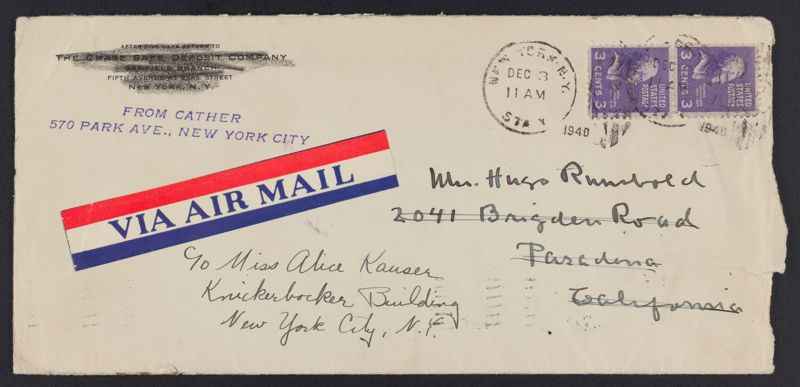 AFTER FIVE DAYS RETURN TO
THE CHASE SAFE DEPOSIT COMPANY
BRANCH
FIFTH AVENUE AT 43RD STREET
NEW YORK, N.Y.
FROM CATHER
570 PARK AVE., NEW YORK CITY
VIA AIR MAIL
NEW YORK, N.Y.
DEC 3
11 AM
STA
1940
DEC
1940
UNITED STATES POSTAGE
3 CENTS 3
UNITED STATES POSTAGE
3 CENTS 3
Mrs. Hugo Rumbold
2041 Brigden Road
Pasadena
California
c/o Miss Alice Kauser
Knickerbocker Building
New York City, N.Y.